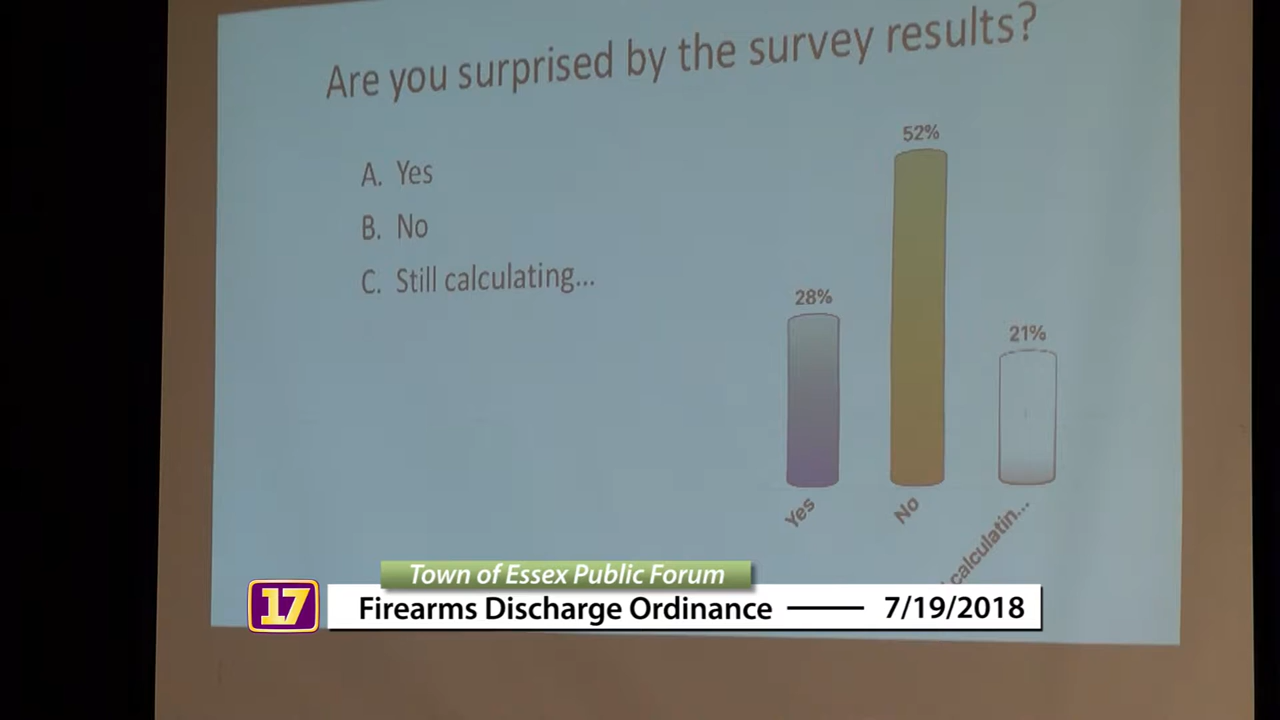 Are you surprised by the survey results?
A. Yes
B. No
C. Still calculating...
52%
28%
21%
Yes
No
calculatin...
Town of Essex Public Forum
17
Firearms Discharge Ordinance 7/19/2018